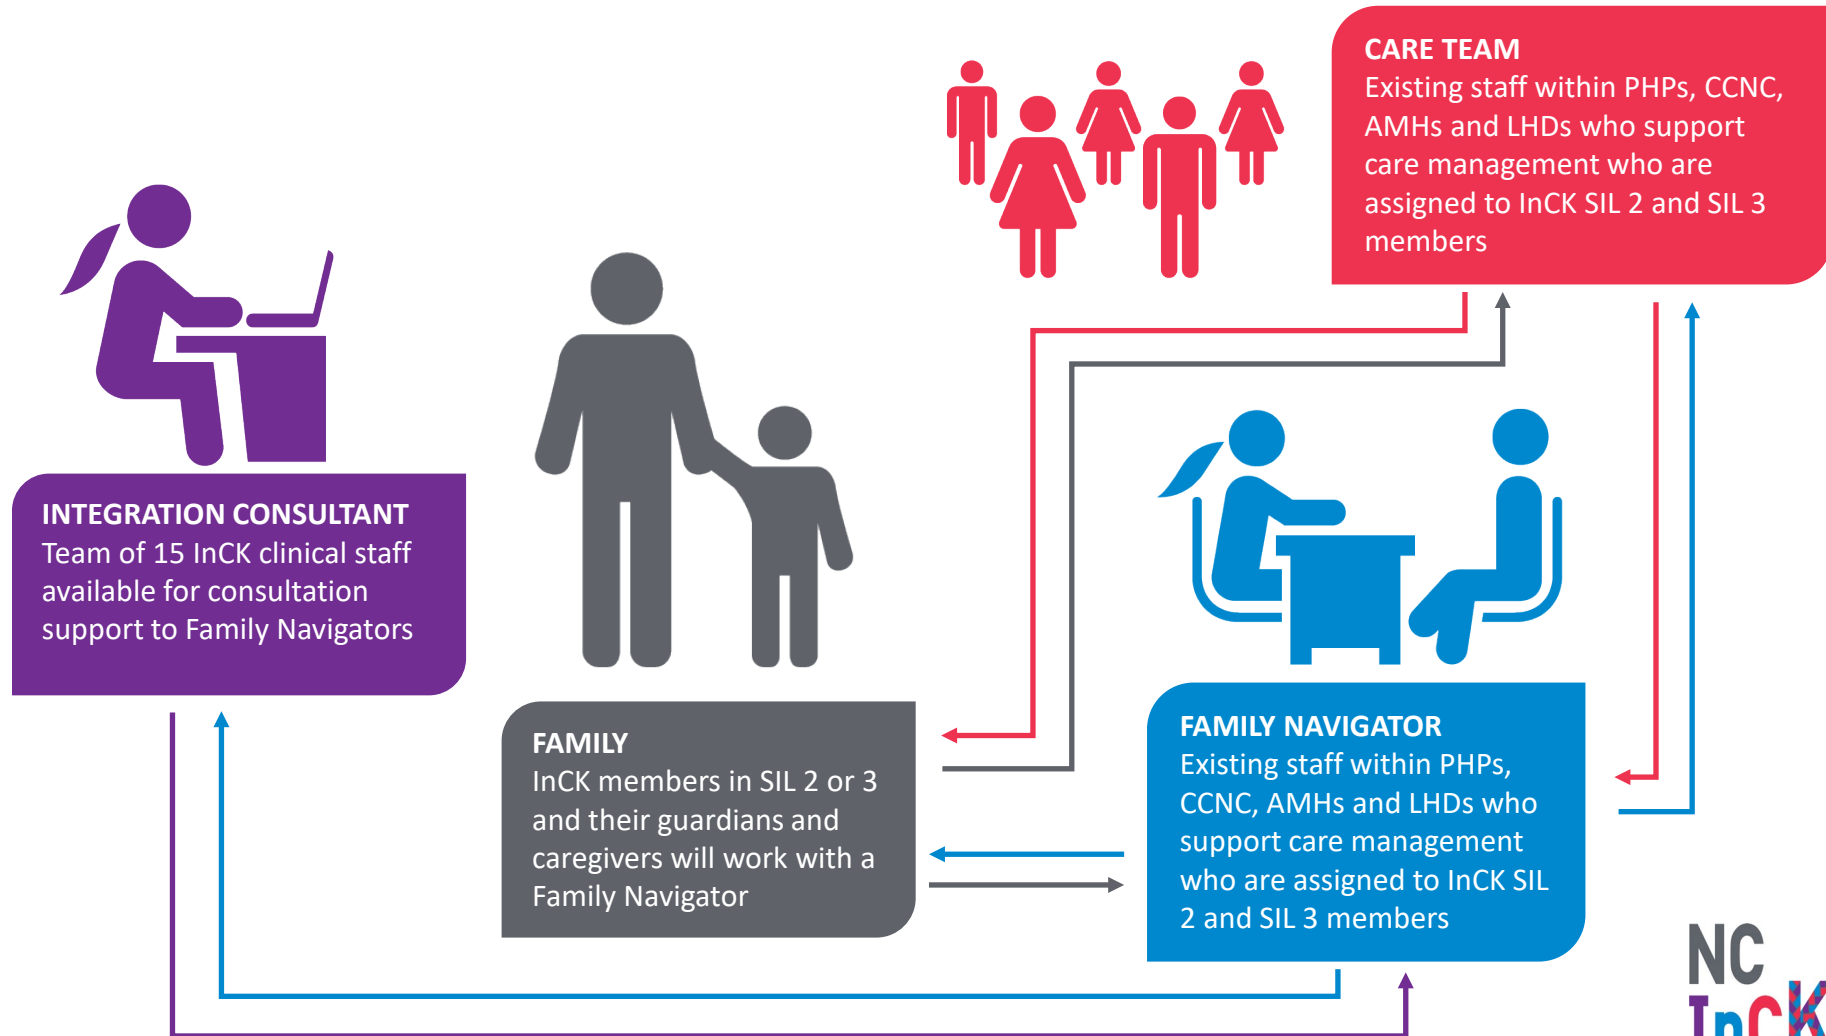 CARE TEAM
Existing staff within PHPs, CCNC,
AMHs and LHDs who support
care management who are
assigned to InCK SIL 2 and SIL 3
members
INTEGRATION CONSULTANT
Team of 15 InCK clinical staff
available for consultation
support to Family Navigators
FAMILY
InCK members in SIL 2 or 3
and their guardians and
caregivers will work with a
Family Navigator
FAMILY NAVIGATOR
Existing staff within PHPs,
CCNC, AMHs and LHDs who
support care management
who are assigned to InCK SIL
2 and SIL 3 members
NC
InCK